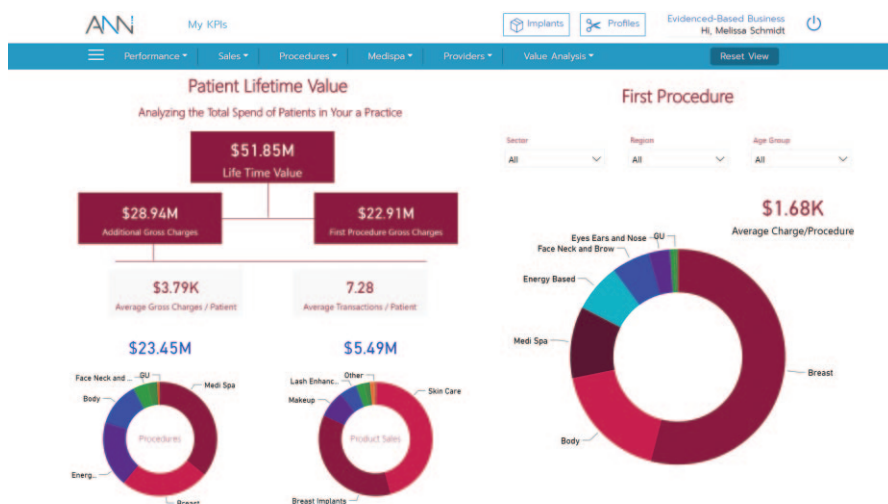 ANN
My KPIs
Implants
Profiles
Evidenced-Based Business
Hi, Melissa Schmidt
Performance
Sales
Procedures
Medispa
Providers
Value Analysis
Reset View
Patient Lifetime Value
Analyzing the Total Spend of Patients in Your a Practice
$51.85M
Life Time Value
$28.94M
Additional Gross Charges
$22.91M
First Procedure Gross Charges
$3.79K
Average Gross Charges / Patient
7.28
Average Transactions / Patient
$23.45M
Face Neck and ...
GU
Medi Spa
Body
Energ...
Breast
Procedures
$5.49M
Lash Enhanc...
Other
Skin Care
Makeup
Breast Implants
Product Sales
First Procedure
Sector
All
Region
All
Age Group
All
$1.68K
Average Charge/Procedure
Eyes Ears and Nose
GU
Face Neck and Brow
Energy Based
Medi Spa
Breast
Body